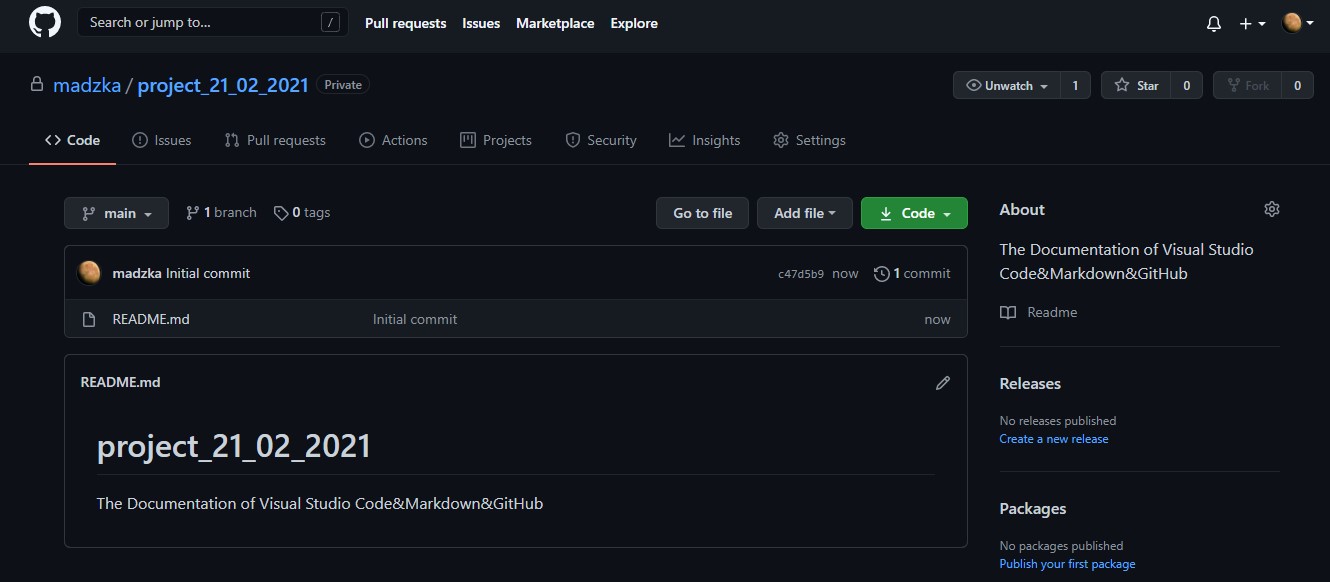 Search or jump to... / Pull requests Issues Marketplace Explore
madzka / project_21_02_2021 Private Unwatch 1 Star 0 Fork 0
Code Issues Pull requests Actions Projects Security Insights Settings
main 1 branch 0 tags Go to file Add file Code
About
The Documentation of Visual Studio
Code&Markdown&GitHub
Readme
madzka Initial commit c47d5b9 now 1 commit
README.md Initial commit now
README.md
project_21_02_2021
The Documentation of Visual Studio Code&Markdown&GitHub
Releases
No releases published
Create a new release
Packages
No packages published
Publish your first package